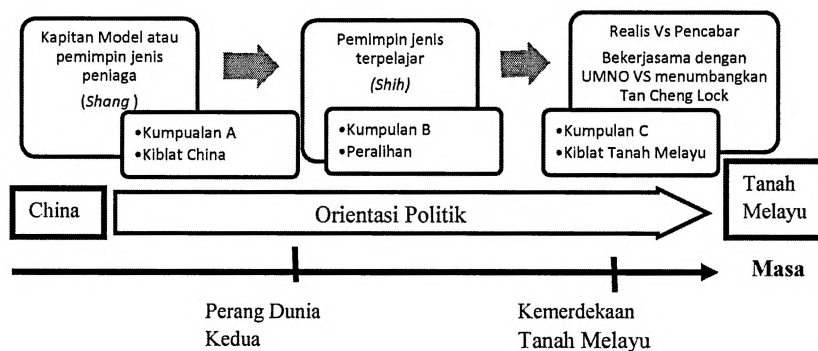 Kapitan Model atau
pemimpin jenis
peniaga
(Shang )
•Kumpualan A
•Kiblat China
Pemimpin jenis
terpelajar
(Shih)
•Kumpulan B
•Peralihan
Realis Vs Pencabar
Bekerjasama dengan
UMNO VS menumbangkan
Tan Cheng Lock
•Kumpulan C
•Kiblat Tanah Melayu
China
Orientasi Politik
Tanah
Melayu
Masa
Perang Dunia
Kedua
Kemerdekaan
Tanah Melayu